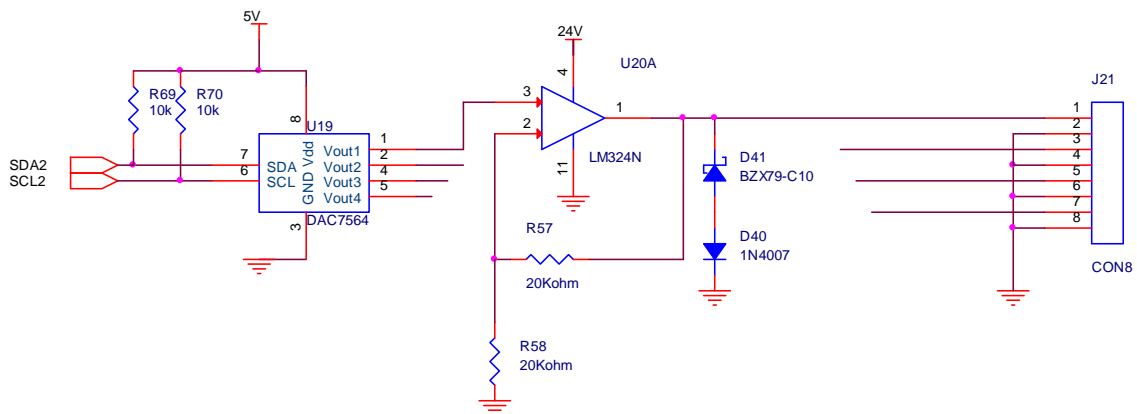 5V
24V
U20A
J21
R69
10k
R70
10k
8
U19
4
3
1
2
LM324N
11
SDA2
SCL2
7
6
SDA
SCL
GND Vdd
Vout1
Vout2
Vout3
Vout4
1
2
4
5
DAC7564
3
D41
BZX79-C10
R57
20Kohm
D40
1N4007
R58
20Kohm
1
2
3
4
5
6
7
8
CON8